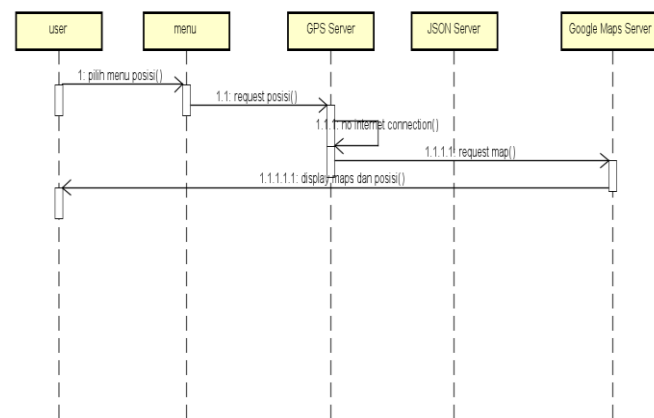 user
menu
GPS Server
JSON Server
Google Maps Server
1: pilih menu posisi()
1.1: request posisi()
1.1.1: no internet connection()
1.1.1.1: request map()
1.1.1.1.1: display maps dan posisi()